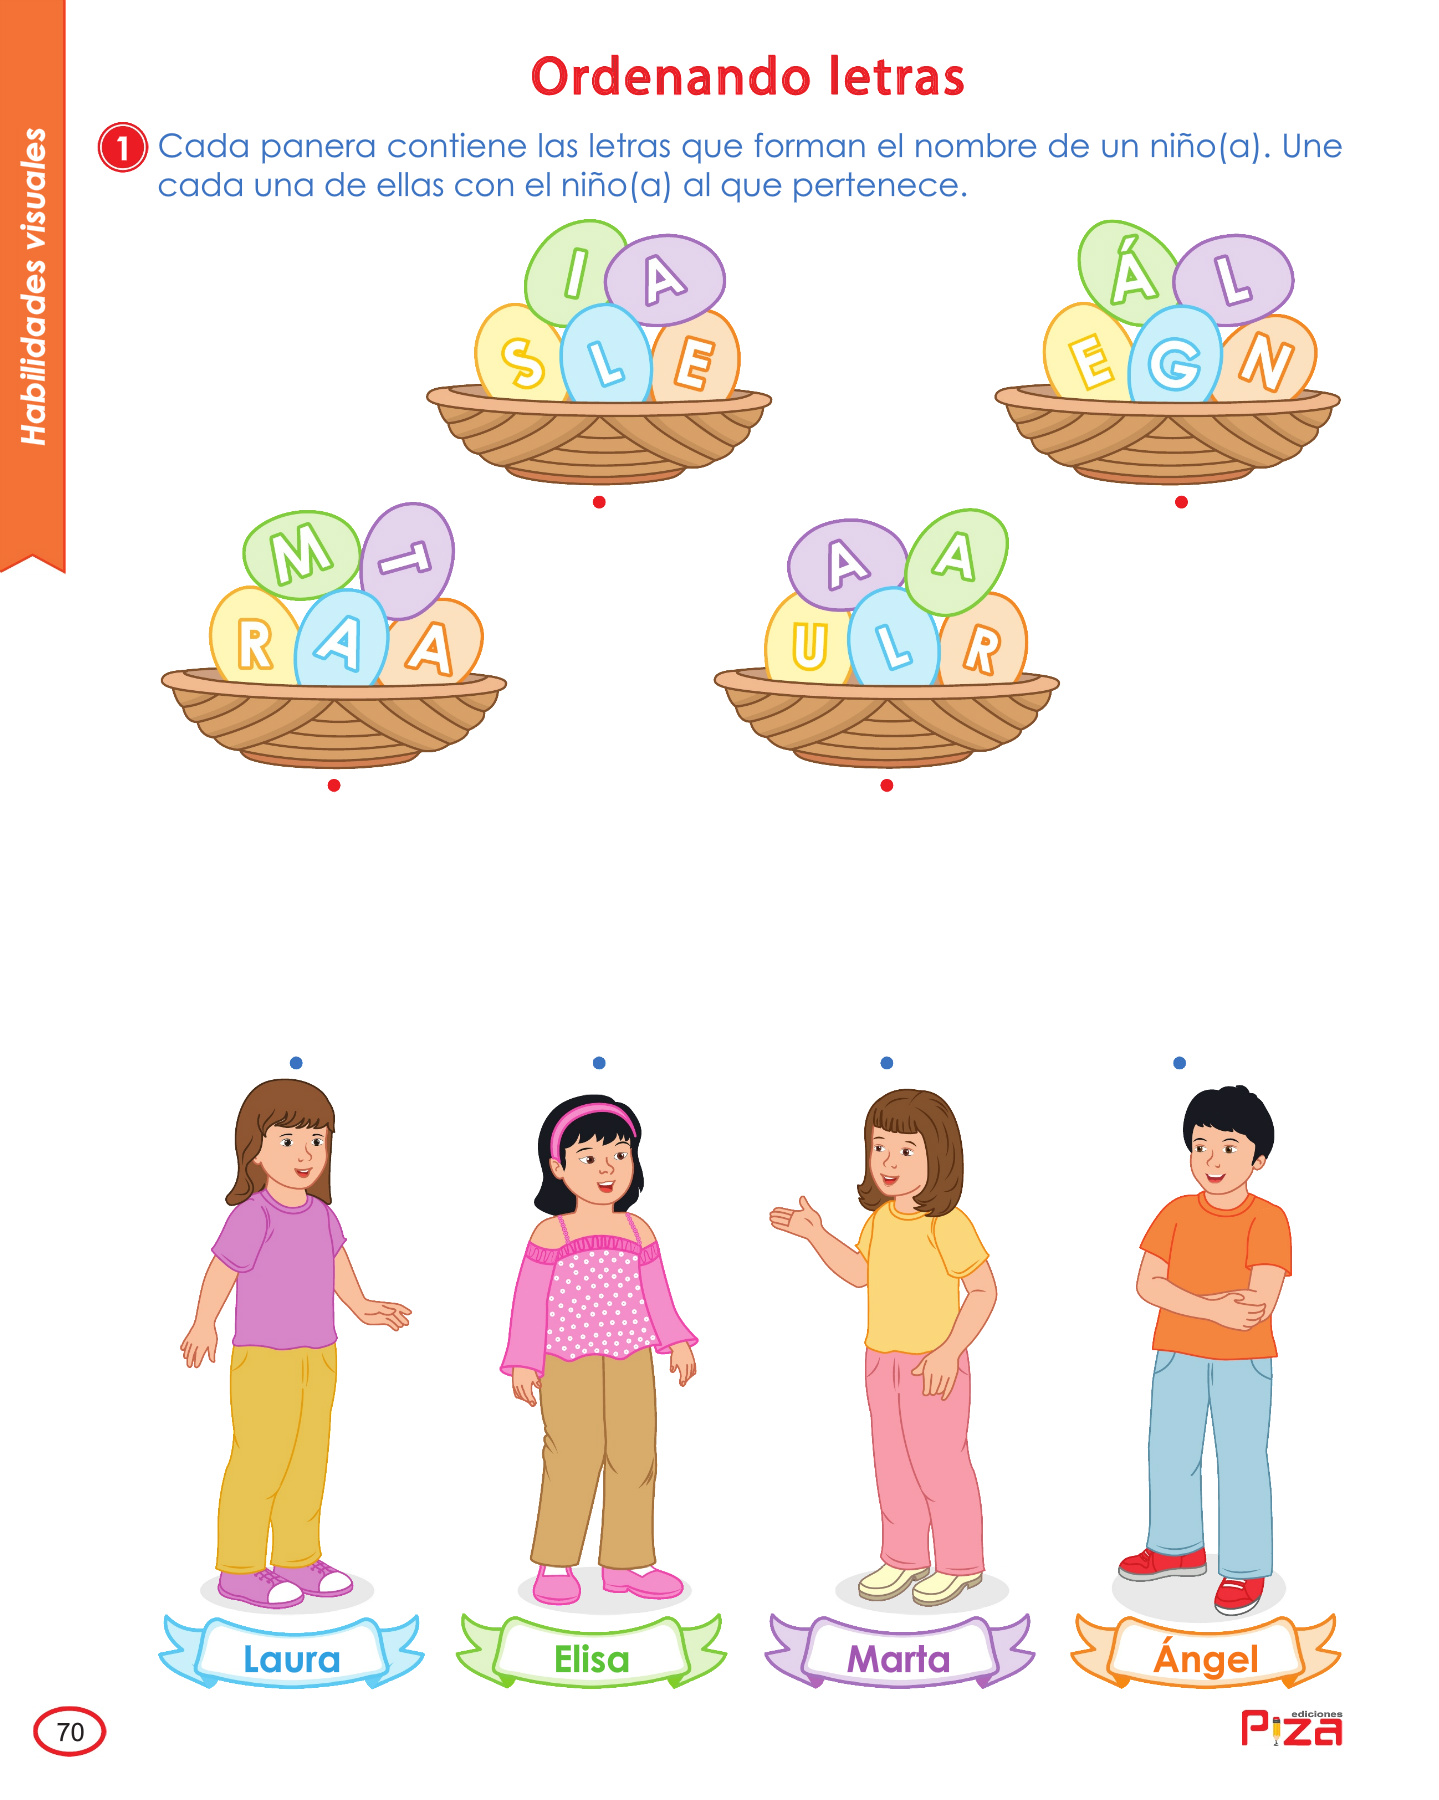 Habilidades visuales
Ordenando letras
1 Cada panera contiene las letras que forman el nombre de un niño(a). Une
cada una de ellas con el niño(a) al que pertenece.
I A
S L E
Á L
E G N
M T
R A A
A A
U L R
Laura
Elisa
Marta
Ángel
70
ediciones
Piza